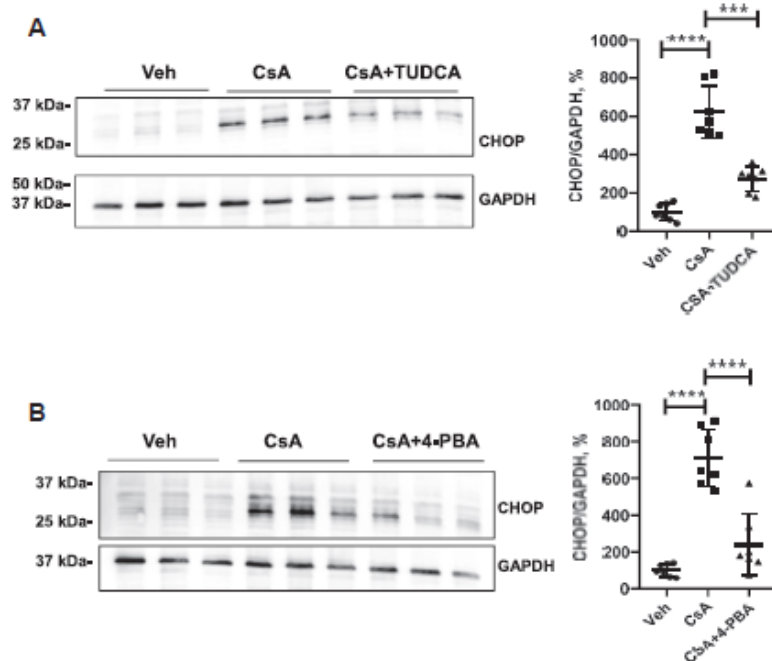 A
Veh CsA CsA+TUDCA
37 kDa-
25 kDa-
CHOP
50 kDa-
37 kDa-
GAPDH
****
***
CHOP/GAPDH, %
1000
800
600
400
200
0
Veh
CsA
CSA+TUDCA
B
Veh CsA CsA+4-PBA
37 kDa-
25 kDa-
CHOP
37 kDa-
GAPDH
****
****
CHOP/GAPDH, %
1000
800
600
400
200
0
Veh
CsA
CsA+4-PBA